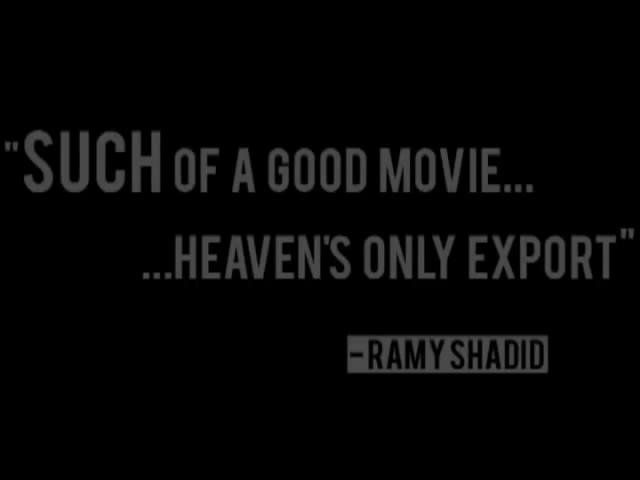 "SUCH OF A GOOD MOVIE...
...HEAVEN'S ONLY EXPORT"
-RAMY SHADID